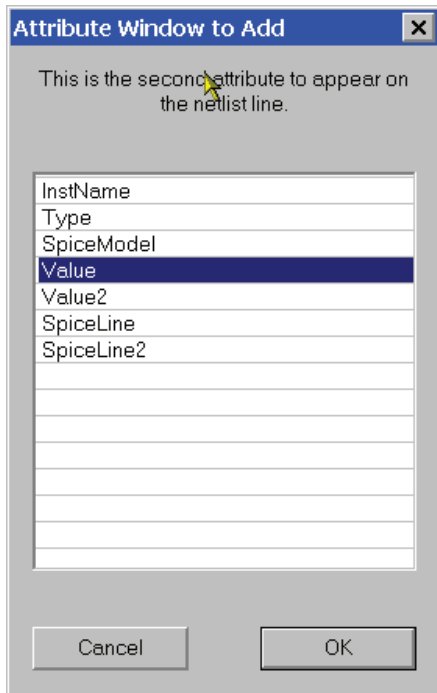 Attribute Window to Add
This is the second attribute to appear on
the netlist line.
InstName
Type
SpiceModel
Value
Value2
SpiceLine
SpiceLine2
Cancel
OK